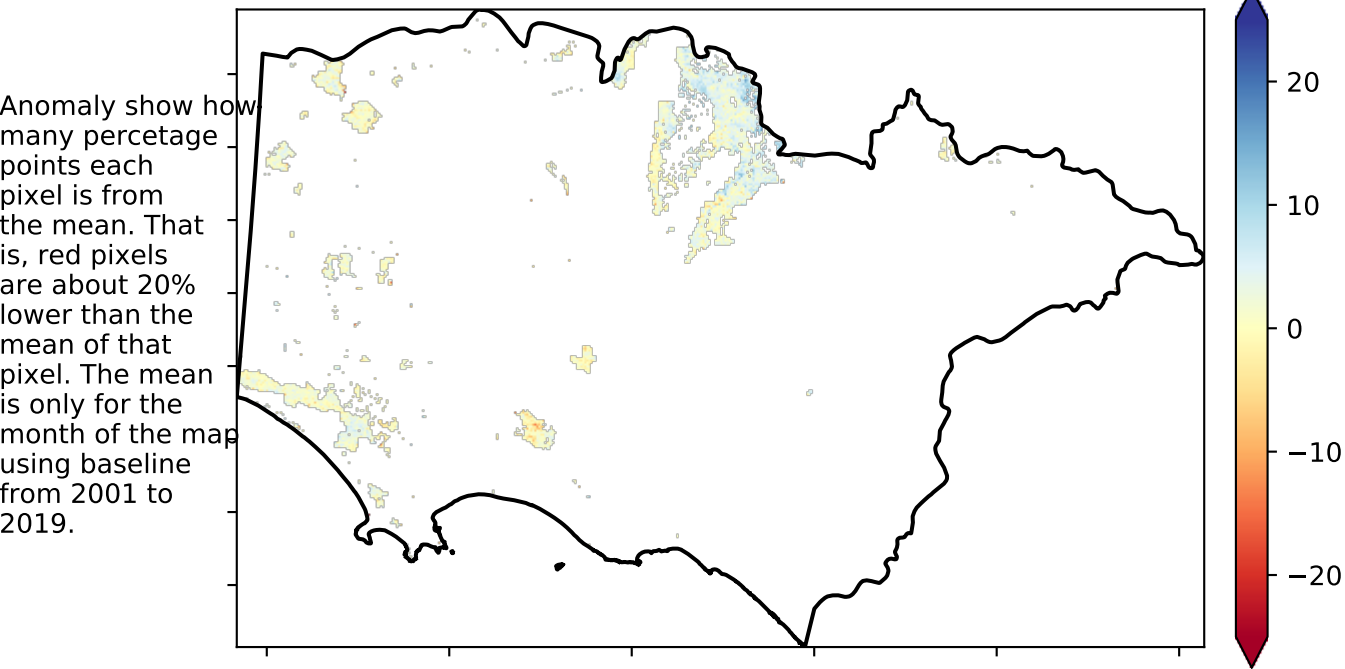 Anomaly show how
many percetage
points each
pixel is from
the mean. That
is, red pixels
are about 20%
lower than the
mean of that
pixel. The mean
is only for the
month of the map
using baseline
from 2001 to
2019.
20
10
0
−10
−20